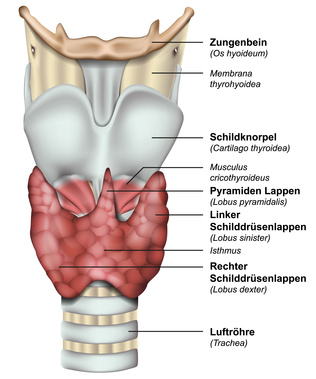 Zungenbein
(Os hyoideum)
Membrana
thyrohyoidea
Schildknorpel
(Cartilago thyroidea)
Musculus
cricothyroideus
Pyramiden Lappen
(Lobus pyramidalis)
Linker
Schilddrüsenlappen
(Lobus sinister)
Isthmus
Rechter
Schilddrüsenlappen
(Lobus dexter)
Luftröhre
(Trachea)